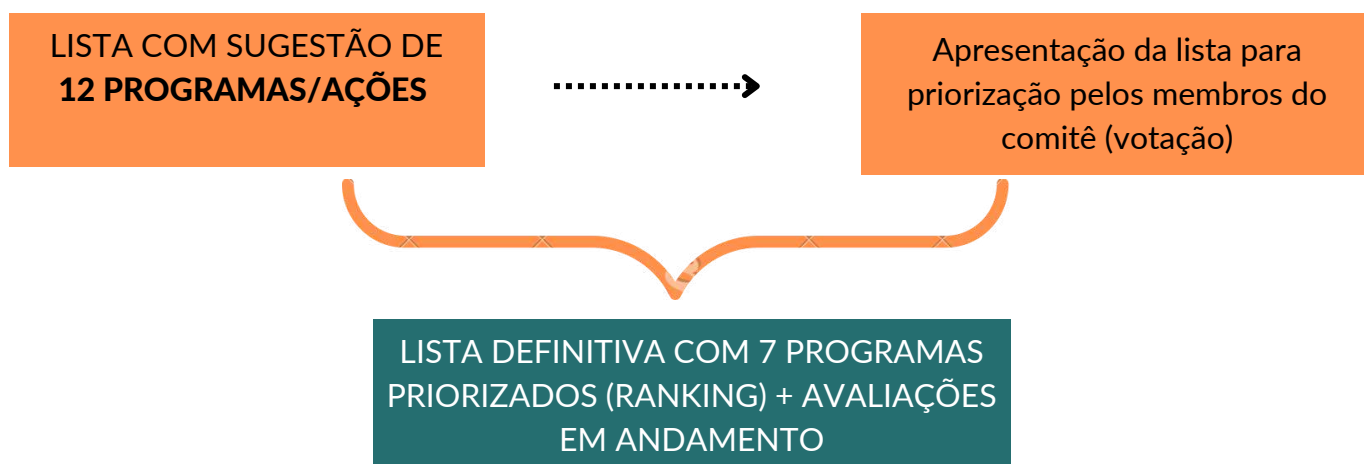 LISTA COM SUGESTÃO DE
12 PROGRAMAS/AÇÕES
Apresentação da lista para
priorização pelos membros do
comitê (votação)
LISTA DEFINITIVA COM 7 PROGRAMAS
PRIORIZADOS (RANKING) + AVALIAÇÕES
EM ANDAMENTO